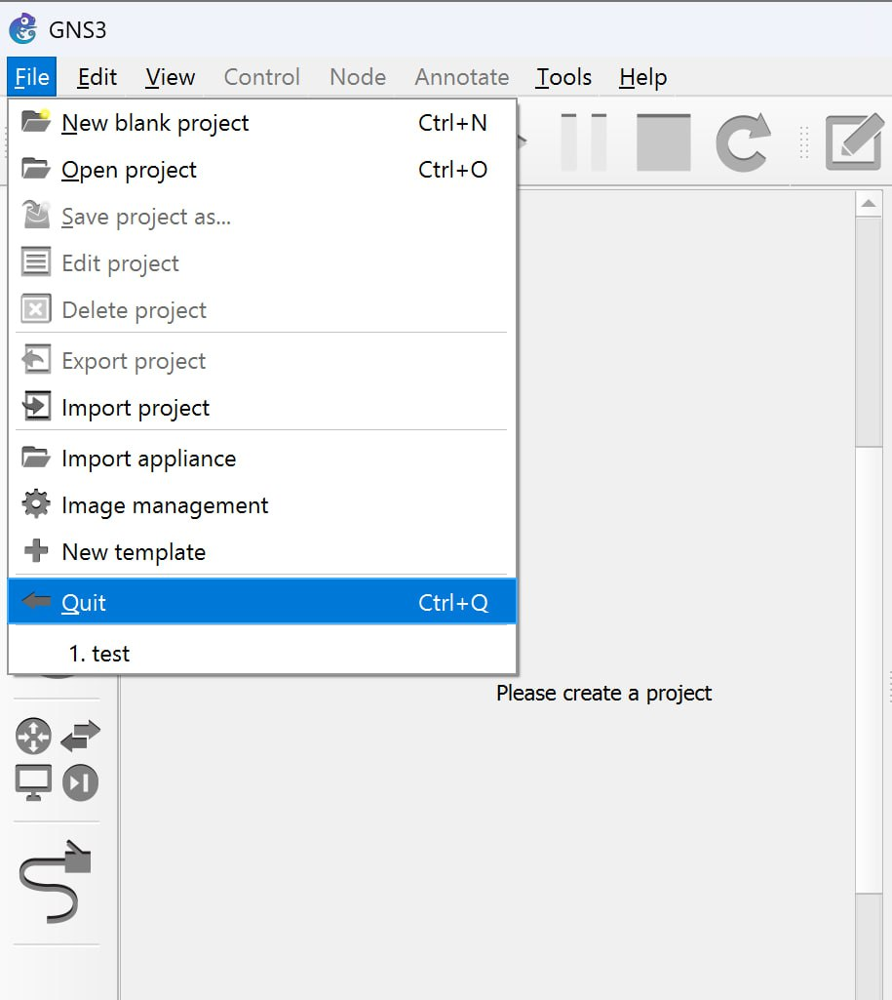 GNS3
File Edit View Control Node Annotate Tools Help
New blank project Ctrl+N
Open project Ctrl+O
Save project as...
Edit project
Delete project
Export project
Import project
Import appliance
Image management
New template
Quit Ctrl+Q
1. test
Please create a project